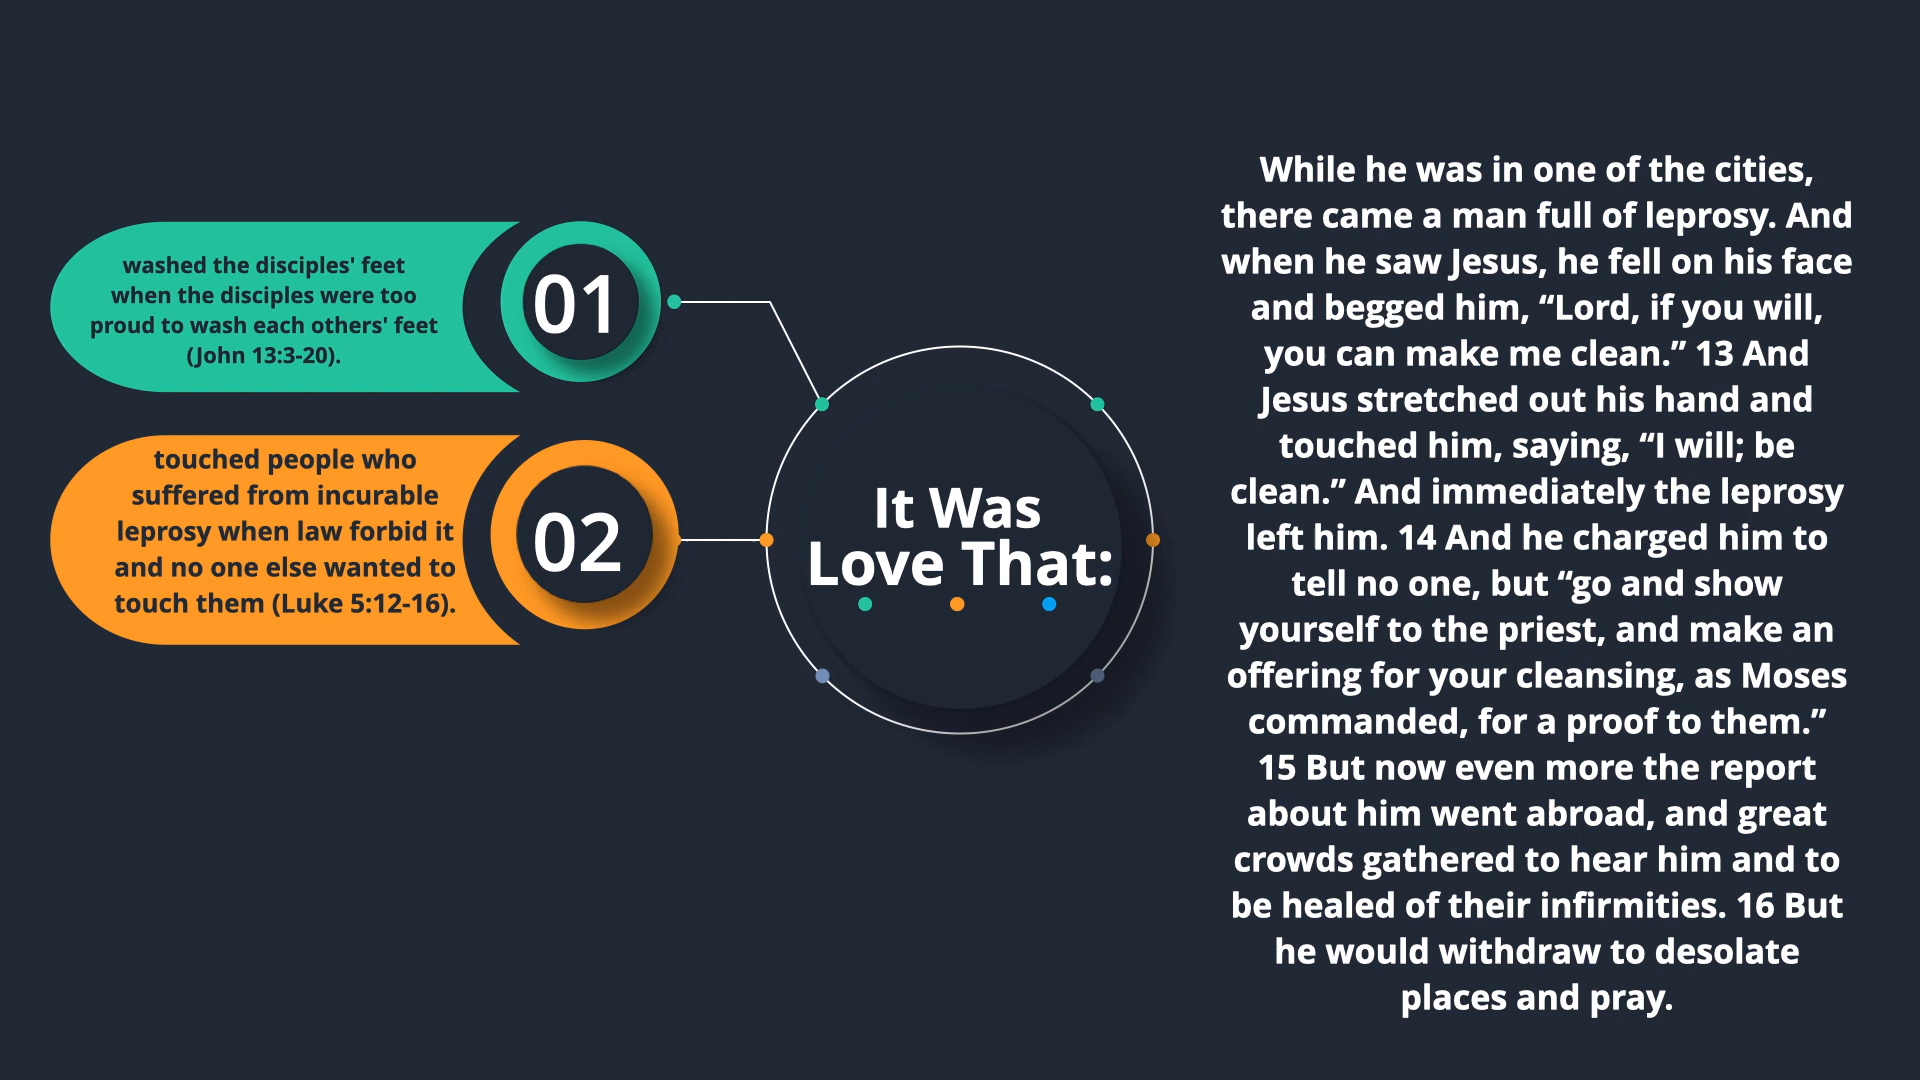 washed the disciples' feet
when the disciples were too
proud to wash each others' feet
(John 13:3-20).
01
touched people who
suffered from incurable
leprosy when law forbid it
and no one else wanted to
touch them (Luke 5:12-16).
02
It Was
Love That:
While he was in one of the cities,
there came a man full of leprosy. And
when he saw Jesus, he fell on his face
and begged him, “Lord, if you will,
you can make me clean.” 13 And
Jesus stretched out his hand and
touched him, saying, “I will; be
clean.” And immediately the leprosy
left him. 14 And he charged him to
tell no one, but “go and show
yourself to the priest, and make an
offering for your cleansing, as Moses
commanded, for a proof to them.”
15 But now even more the report
about him went abroad, and great
crowds gathered to hear him and to
be healed of their infirmities. 16 But
he would withdraw to desolate
places and pray.